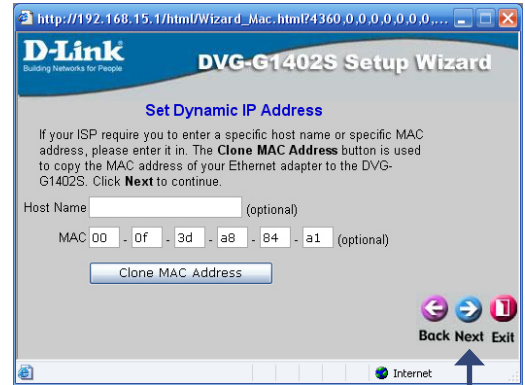 http://192.168.15.1/html/Wizard_Mac.html?4360,0,0,0,0,0,0,0,...
D-Link
Building Networks for People
DVG-G1402S Setup Wizard
Set Dynamic IP Address
If your ISP require you to enter a specific host name or specific MAC
address, please enter it in. The Clone MAC Address button is used
to copy the MAC address of your Ethernet adapter to the DVG-
G1402S. Click Next to continue.
Host Name (optional)
MAC 00 - 0f - 3d - a8 - 84 - a1 (optional)
Clone MAC Address
Back Next Exit
Internet